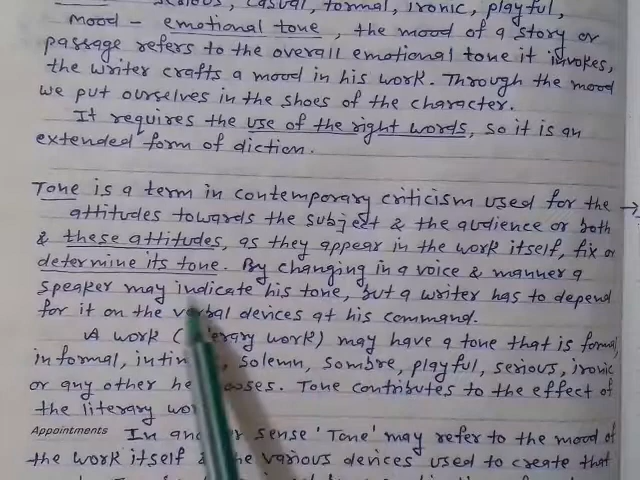 casual, formal, ironic, playful,
Mood - emotional tone, the mood of a story or
passage refers to the overall emotional tone it invokes,
the writer crafts a mood in his work. Through the mood
we put ourselves in the shoes of the character.
It requires the use of the right words, so it is an
extended form of diction.
Tone is a term in contemporary criticism used for the →
attitudes towards the subject & the audience or both
& these attitudes, as they appear in the work itself, fix or
determine its tone. By changing in a voice & manner a
speaker may indicate his tone, but a writer has to depend
for it on the verbal devices at his command.
A work ( work) may have a tone that is formal,
informal, solemn, sombre, playful, serious, ironic
or any other he Tone contributes to the effect of
the literary
Appointments In sense 'Tone' may refer to the mood of
the work itself & the various devices used to create that